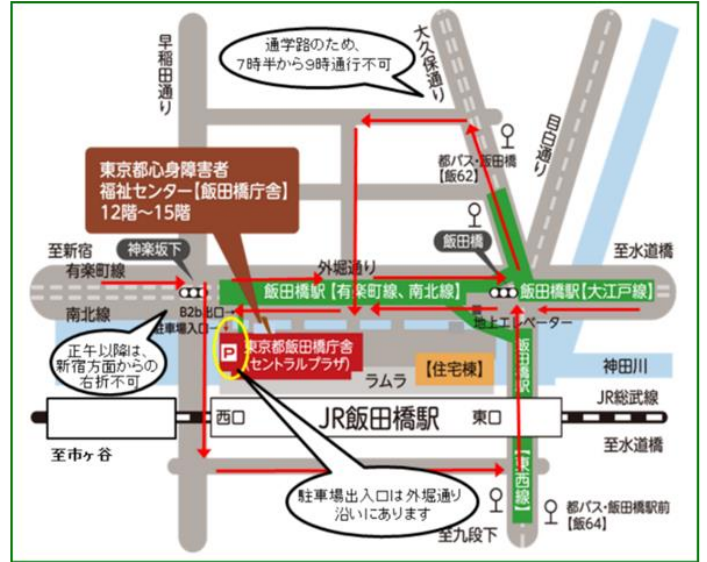 早稲田通り
通学路のため、
7時半から9時通行不可
大久保通り
目白通り
都バス・飯田橋
【飯62】
東京都心身障害者
福祉センター【飯田橋庁舎】
12階～15階
至新宿
有楽町線
神楽坂下
外堀通り
飯田橋
至水道橋
飯田橋駅【有楽町線、南北線】
飯田橋駅【大江戸線】
南北線
B2b出口→
駐車場入口→
地上エレベーター
正午以降は、
新宿方面からの
右折不可
P
東京都飯田橋庁舎
(セントラルプラザ)
ラムラ
【住宅棟】
飯田橋駅
【東西線】
神田川
JR総武線
西口
JR飯田橋駅
東口
至市ヶ谷
至水道橋
駐車場出入口は外堀通り
沿いにあります
都バス・飯田橋駅前
【飯64】
至九段下